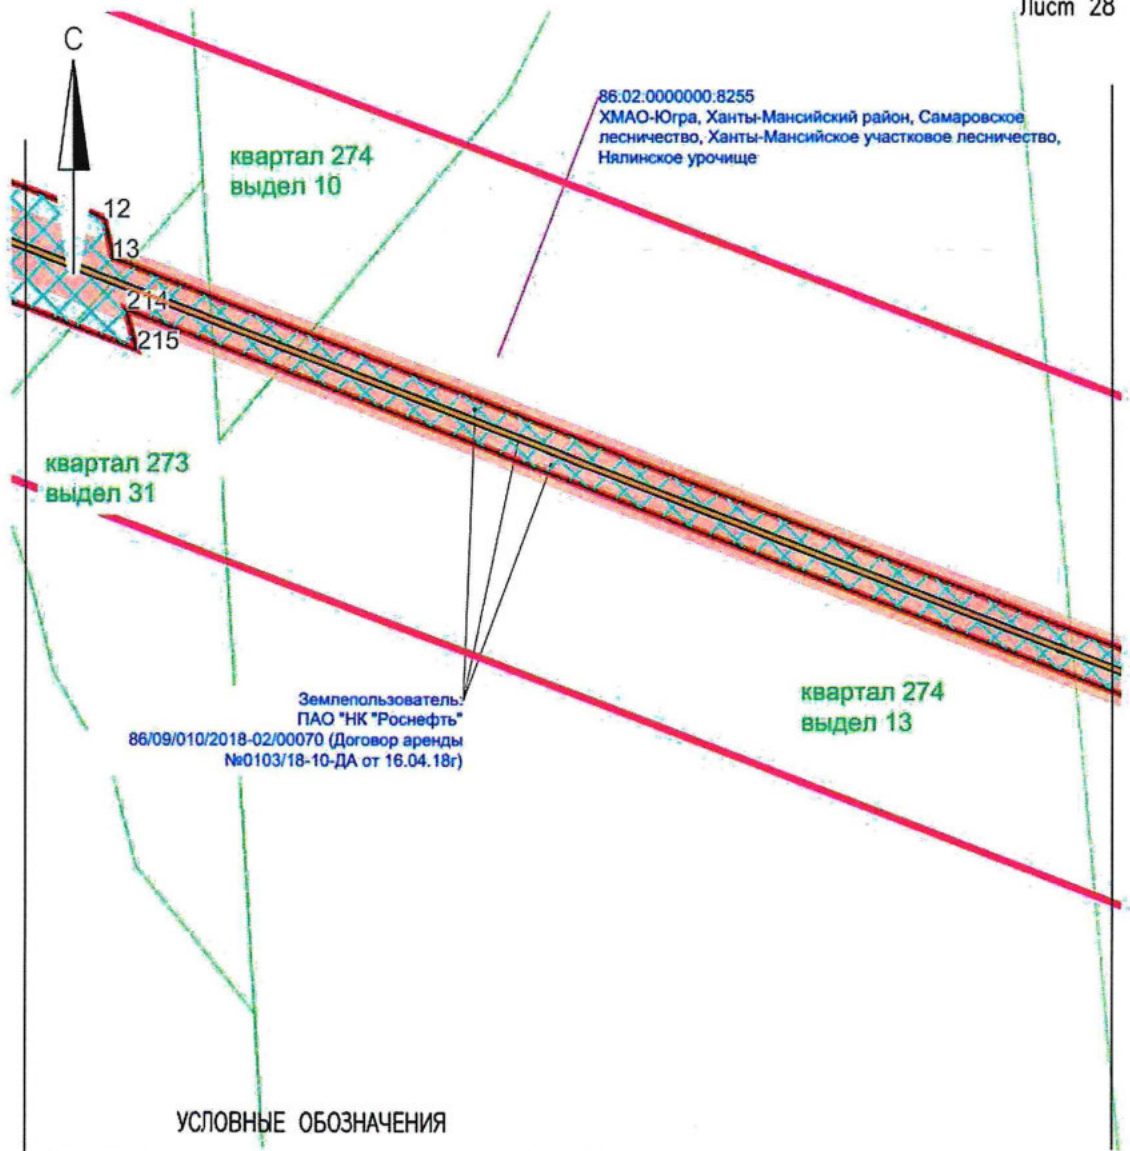 Лист 28
С
86:02:0000000:8255
ХМАО-Югра, Ханты-Мансийский район, Самаровское
лесничество, Ханты-Мансийское участковое лесничество,
Нялинское урочище
квартал 274
выдел 10
12
13
214
215
квартал 273
выдел 31
Землепользователь:
ПАО "НК "Роснефть"
86/09/010/2018-02/00070 (Договор аренды
№0103/18-10-ДА от 16.04.18г)
квартал 274
выдел 13
УСЛОВНЫЕ ОБОЗНАЧЕНИЯ